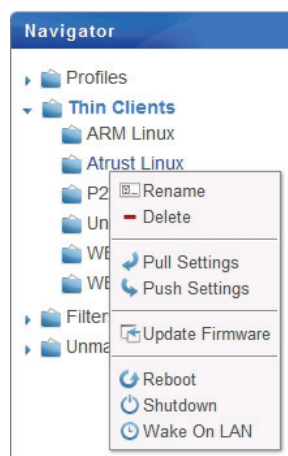 Navigator
Profiles
Thin Clients
ARM Linux
Atrust Linux
P2
Un
WE
WE
Filter
Unma
Rename
Delete
Pull Settings
Push Settings
Update Firmware
Reboot
Shutdown
Wake On LAN